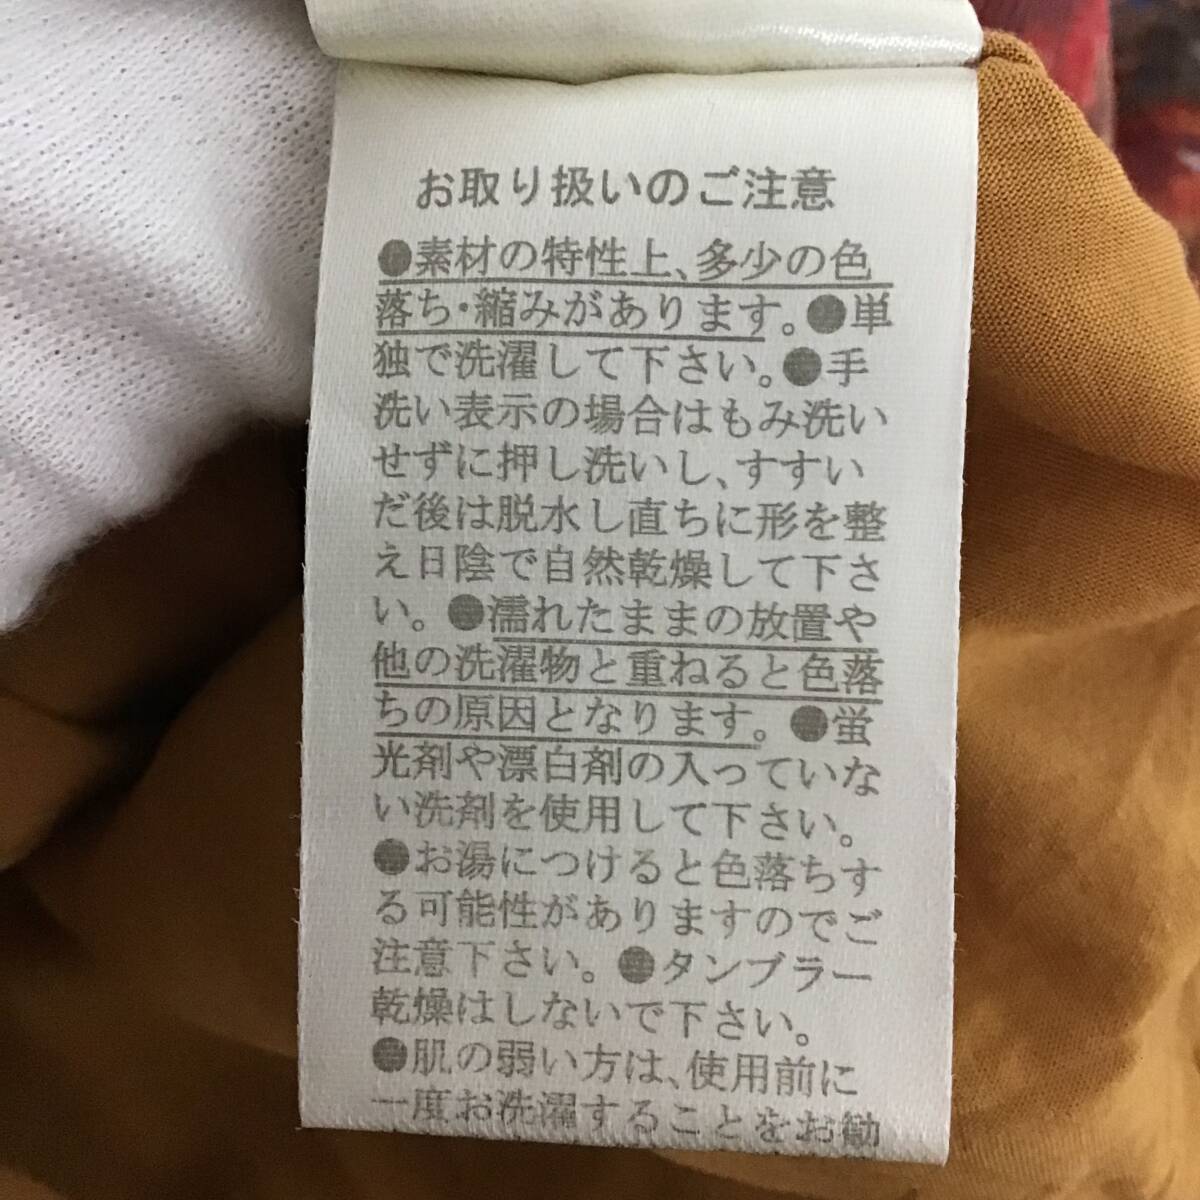 お取り扱いのご注意
●素材の特性上、多少の色
落ち・縮みがあります。●単
独で洗濯して下さい。●手
洗い表示の場合はもみ洗い
せずに押し洗いし、すすい
だ後は脱水し直ちに形を整
え日陰で自然乾燥して下さ
い。●濡れたままの放置や
他の洗濯物と重ねると色落
ちの原因となります。●蛍
光剤や漂白剤の入っていな
い洗剤を使用して下さい。
●お湯につけると色落ちす
る可能性がありますのでご
注意下さい。●タンブラー
乾燥はしないで下さい。
●肌の弱い方は、使用前に
一度お洗濯することをお勧